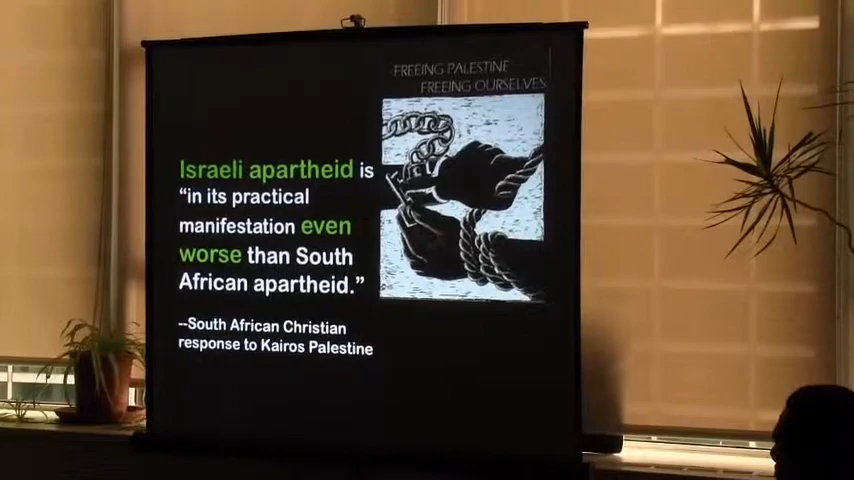 FREEING PALESTINE
FREEING OURSELVES
Israeli apartheid is
“in its practical
manifestation even
worse than South
African apartheid.”
--South African Christian
response to Kairos Palestine